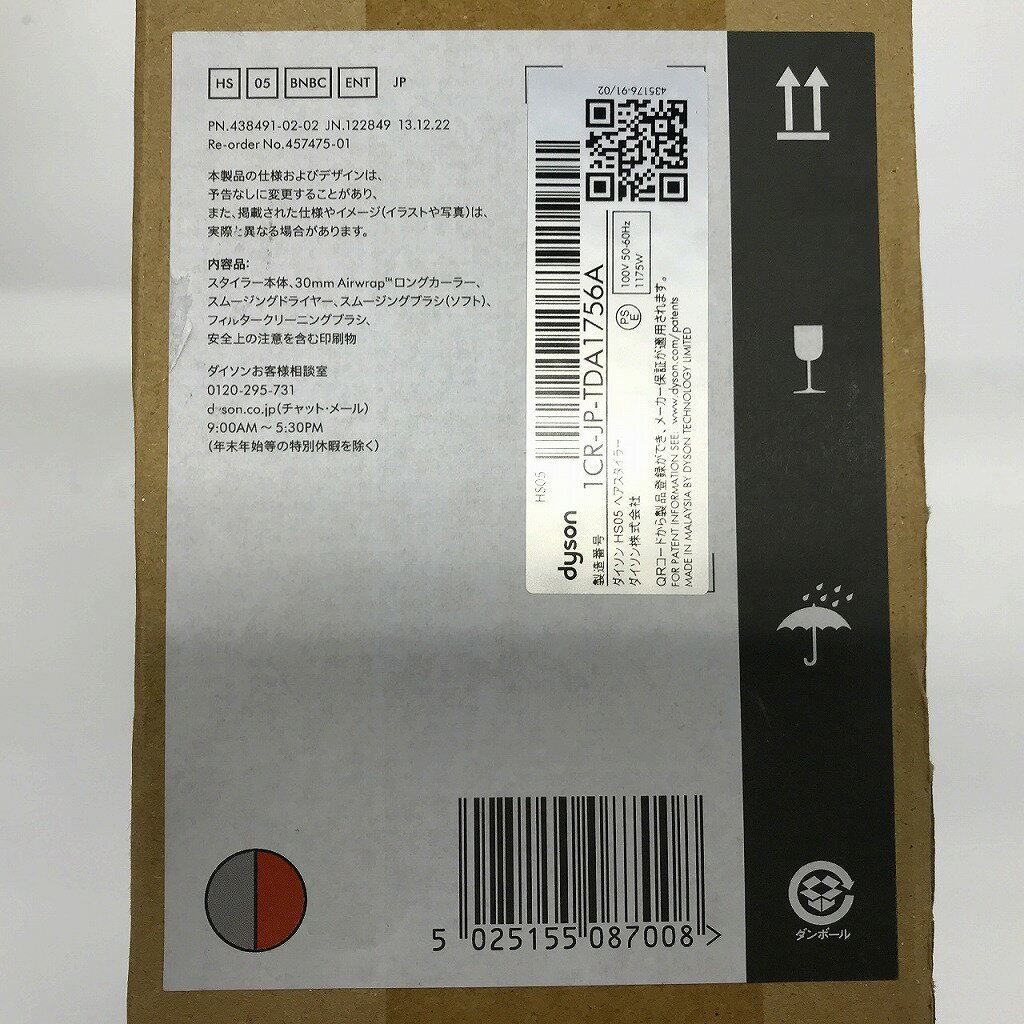 HS 05 BNBC ENT JP
PN.438491-02-02 JN.122849 13.12.22
Re-order No.457475-01
本製品の仕様およびデザインは、
予告なしに変更することがあり、
また、掲載された仕様やイメージ(イラストや写真)は、
実際と異なる場合があります。
内容品:
スタイラー本体、30mm Airwrap™ロングカーラー、
スムージングドライヤー、スムージングブラシ(ソフト)、
フィルタークリーニングブラシ、
安全上の注意を含む印刷物
ダイソンお客様相談室
0120-295-731
dyson.co.jp(チャット・メール)
9:00AM ~ 5:30PM
(年末年始等の特別休暇を除く)
435176-91/02
HS05
1CR-JP-TDA1756A
dyson
製造番号
ダイソン HS05 ヘアスタイラー
ダイソン株式会社
100V 50-60Hz
1175W
PS
E
QRコードから製品登録ができ、メーカー保証が適用されます。
FOR PATENT INFORMATION SEE: www.dyson.com/patents
MADE IN MALAYSIA BY DYSON TECHNOLOGY LIMITED
5 025155 087008 >
ダンボール